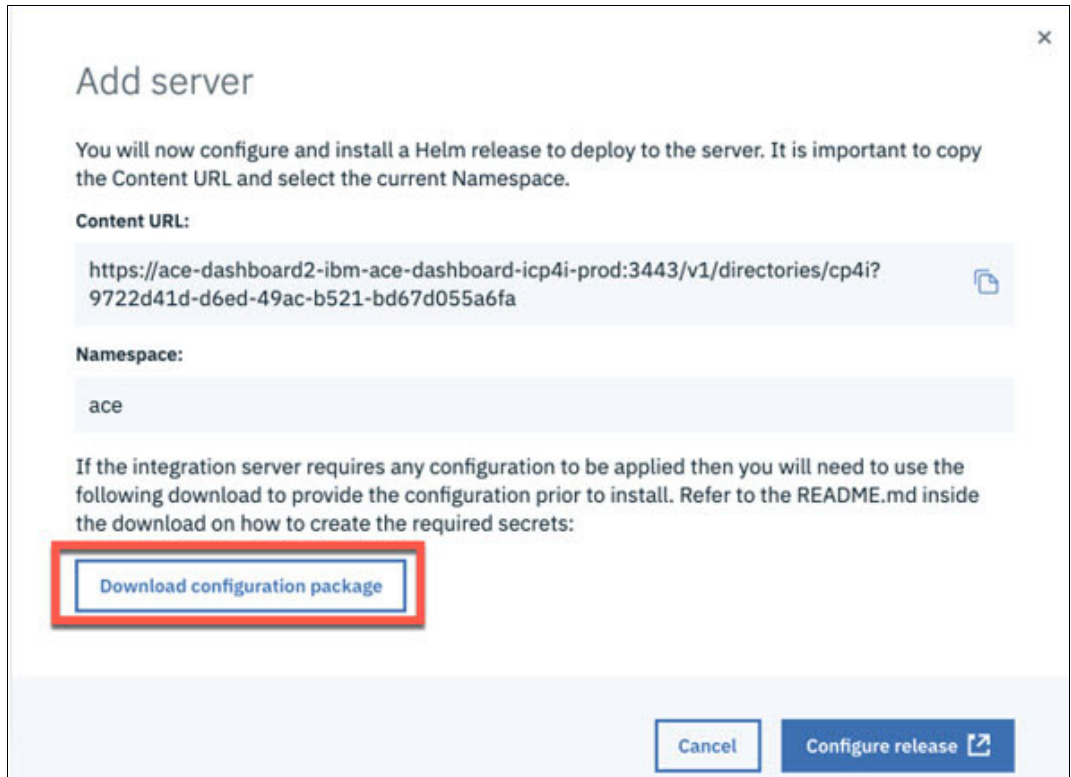 Add server
You will now configure and install a Helm release to deploy to the server. It is important to copy
the Content URL and select the current Namespace.
Content URL:
https://ace-dashboard2-ibm-ace-dashboard-icp4i-prod:3443/v1/directories/cp4i?
9722d41d-d6ed-49ac-b521-bd67d055a6fa
Namespace:
ace
If the integration server requires any configuration to be applied then you will need to use the
following download to provide the configuration prior to install. Refer to the README.md inside
the download on how to create the required secrets:
Download configuration package
Cancel
Configure release